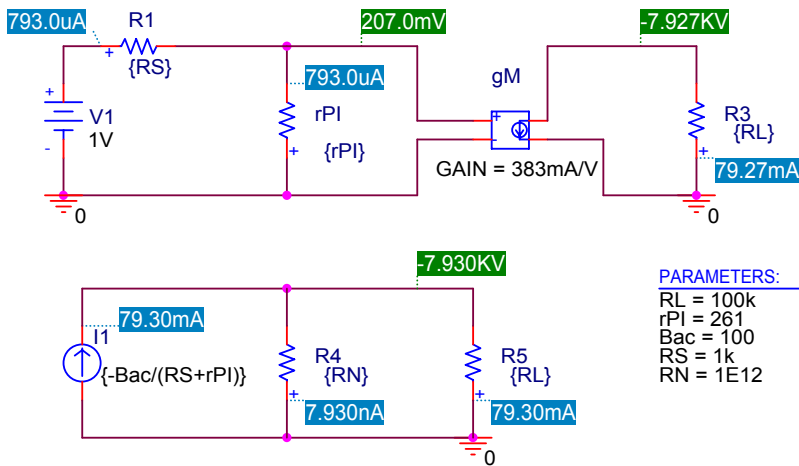 793.0uA
R1
{RS}
207.0mV
-7.927KV
793.0uA
gM
+
V1
1V
-
rPI
+
{rPI}
+
-
GAIN = 383mA/V
R3
{RL}
+
79.27mA
+
0
0
-7.930KV
79.30mA
I1
{-Bac/(RS+rPI)}
R4
{RN}
+
7.930nA
R5
{RL}
+
79.30mA
0
PARAMETERS:
RL = 100k
rPI = 261
Bac = 100
RS = 1k
RN = 1E12